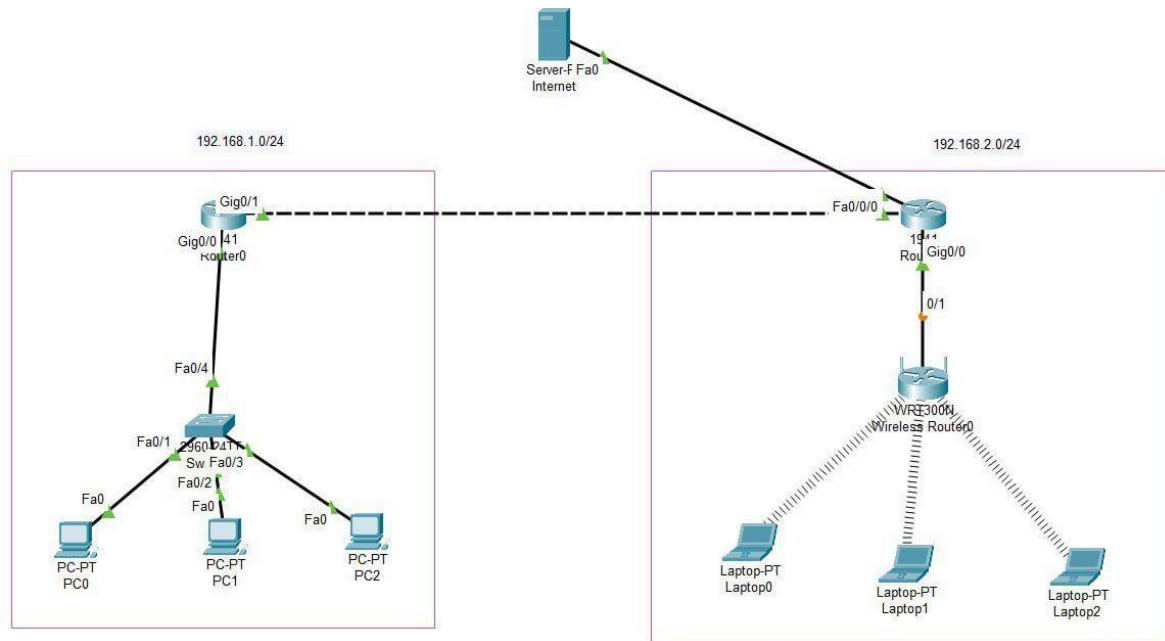 Server-P Fa0
Internet
192.168.1.0/24
192.168.2.0/24
Gig0/1
Fa0/0/0
Gig0/0
41
Router0
Gig0/0
0/1
Fa0/4
WRT300N
Wireless Router0
Fa0/1
Fa0/3
Fa0/2
Fa0
Fa0
Fa0
PC-PT
PC0
PC-PT
PC1
PC-PT
PC2
Laptop-PT
Laptop0
Laptop-PT
Laptop1
Laptop-PT
Laptop2